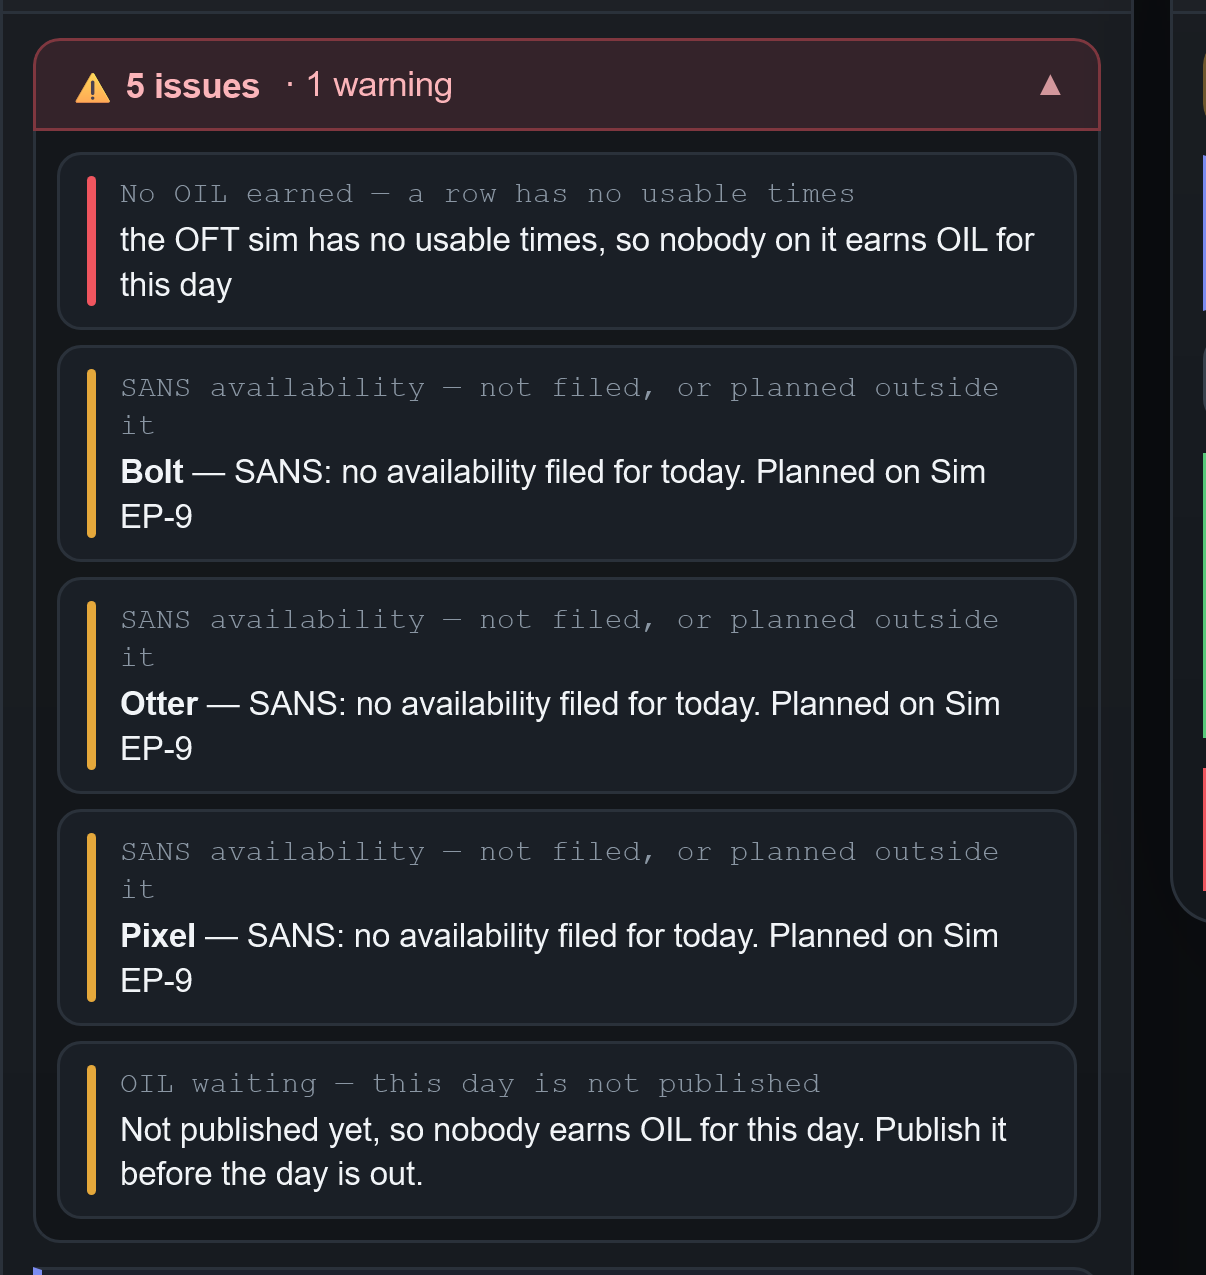 ⚠️ 5 issues · 1 warning ▲
No OIL earned — a row has no usable times
the OFT sim has no usable times, so nobody on it earns OIL for
this day
SANS availability — not filed, or planned outside
it
Bolt — SANS: no availability filed for today. Planned on Sim
EP-9
SANS availability — not filed, or planned outside
it
Otter — SANS: no availability filed for today. Planned on Sim
EP-9
SANS availability — not filed, or planned outside
it
Pixel — SANS: no availability filed for today. Planned on Sim
EP-9
OIL waiting — this day is not published
Not published yet, so nobody earns OIL for this day. Publish it
before the day is out.